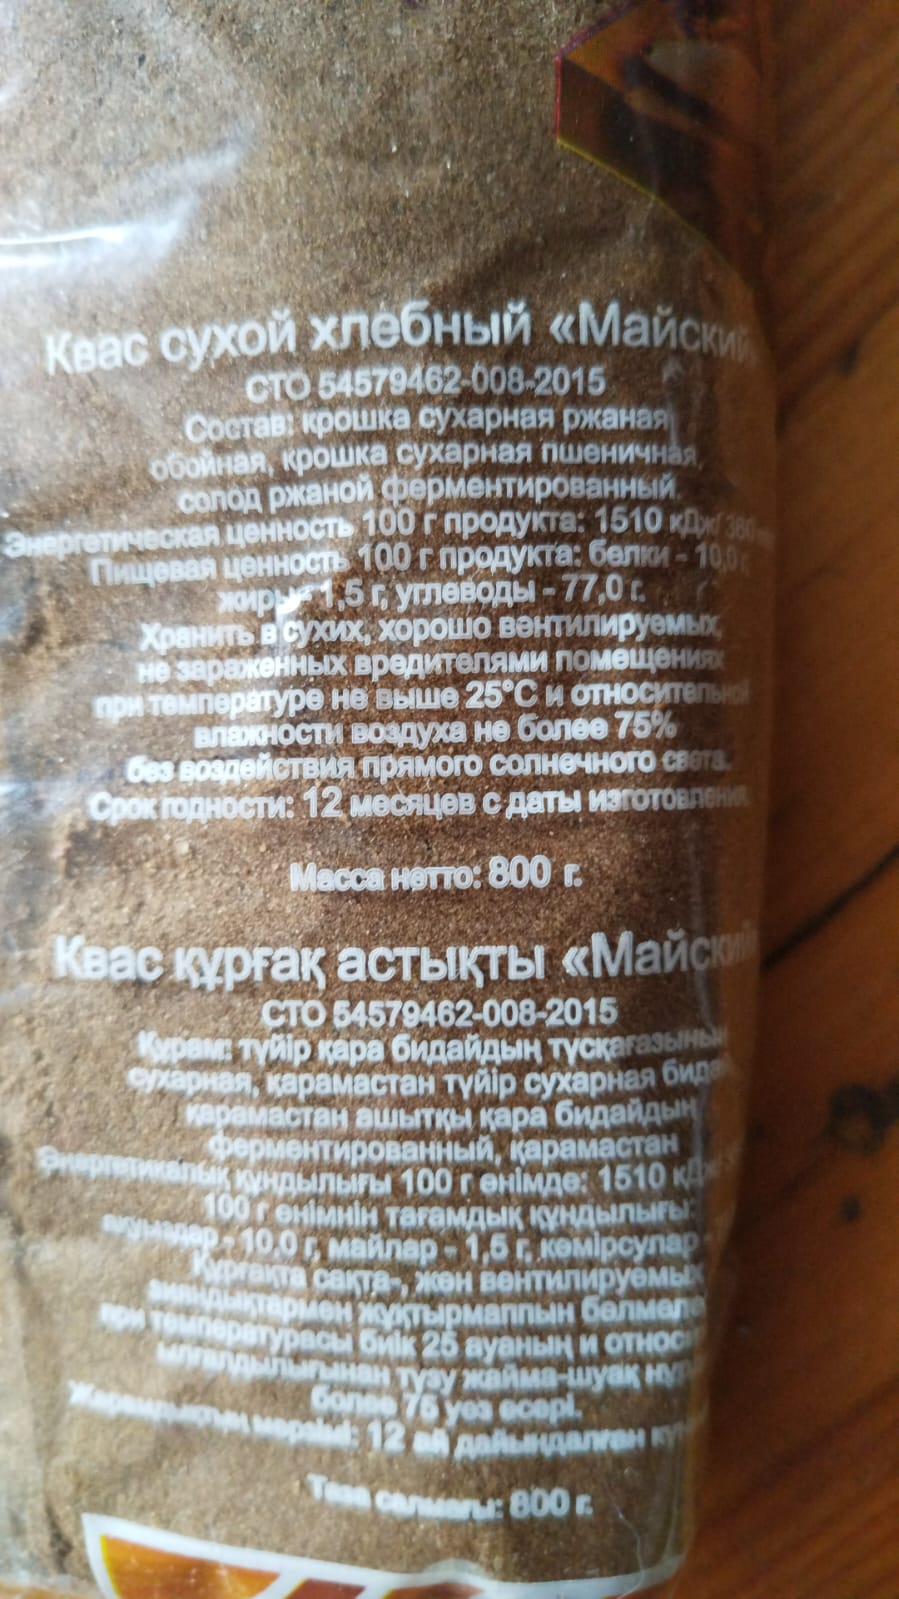 Квас сухой хлебный «Майский
СТО 54579462-008-2015
Состав: крошка сухарная ржаная
обойная, крошка сухарная пшеничная,
солод ржаной ферментированный.
Энергетическая ценность 100 г продукта: 1510 кДж/ 380
Пищевая ценность 100 г продукта: белки - 10,0 г,
жиры - 1,5 г, углеводы - 77,0 г.
Хранить в сухих, хорошо вентилируемых,
не зараженных вредителями помещениях
при температуре не выше 25°С и относительной
влажности воздуха не более 75%
без воздействия прямого солнечного света.
Срок годности: 12 месяцев с даты изготовления.
Масса нетто: 800 г.
Квас құрғақ астықты «Майский
СТО 54579462-008-2015
Құрам: түйір қара бидайдың тұсқағазының
сухарная, қарамастан түйір сухарная
қарамастан ашытқы қара бидайдың
ферментированный, қарамастан
Энергетикалық құндылығы 100 г өнімде: 1510
100 г өнімнің тағамдық құндылығы:
ақуыздар - 10,0 г, майлар - 1,5 г, көмірсулар
Құрғақта сақта-, жөн вентилируемых
жұқтырмаппын бөлмеле
при температурасы биік 25 ауаның и относ
ылғалдылығынан түзу жайма-шуақ
более 75 уез әсері.
Жарамдылық мерзімі: 12 ай дайындалған
Таза салмағы: 800 г.